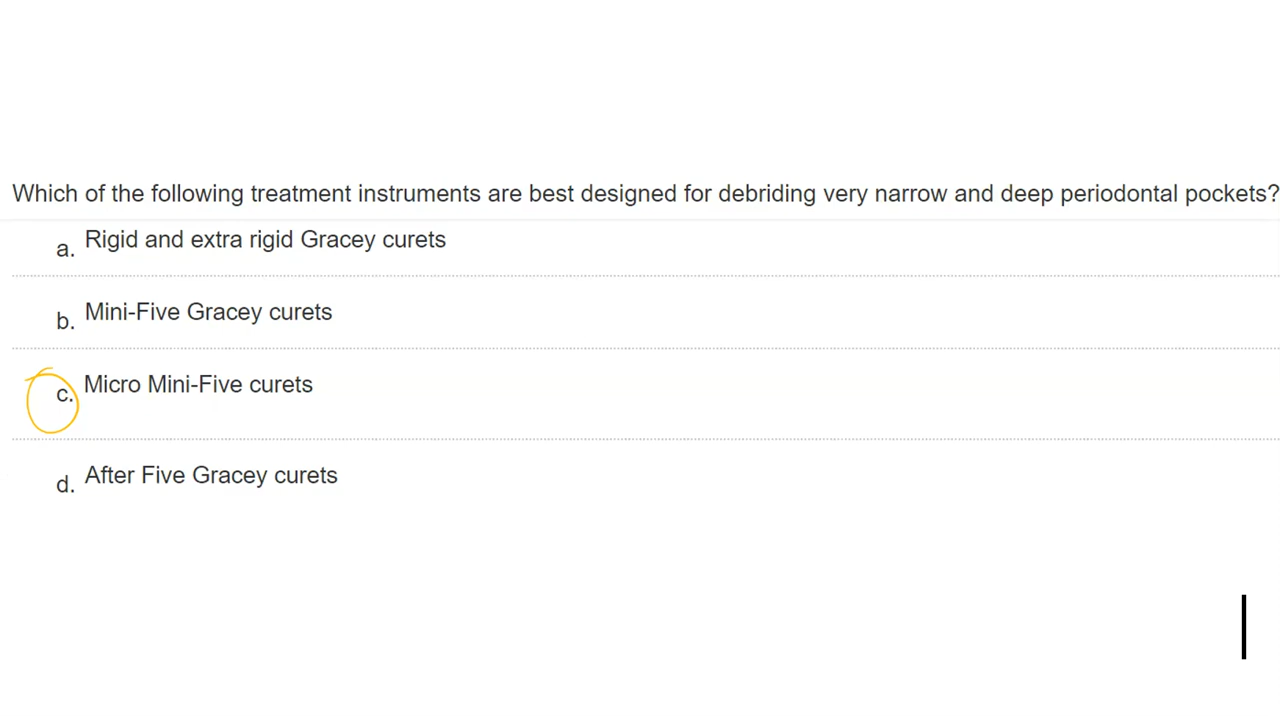 Which of the following treatment instruments are best designed for debriding very narrow and deep periodontal pockets?
a. Rigid and extra rigid Gracey curets
b. Mini-Five Gracey curets
c. Micro Mini-Five curets
d. After Five Gracey curets